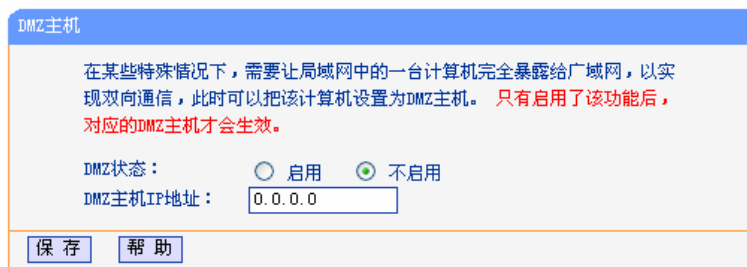 DMZ主机
在某些特殊情况下，需要让局域网中的一台计算机完全暴露给广域网，以实
现双向通信，此时可以把该计算机设置为DMZ主机。 只有启用了该功能后，
对应的DMZ主机才会生效。
DMZ状态： 启用 不启用
DMZ主机IP地址： 0.0.0.0
保 存 帮 助